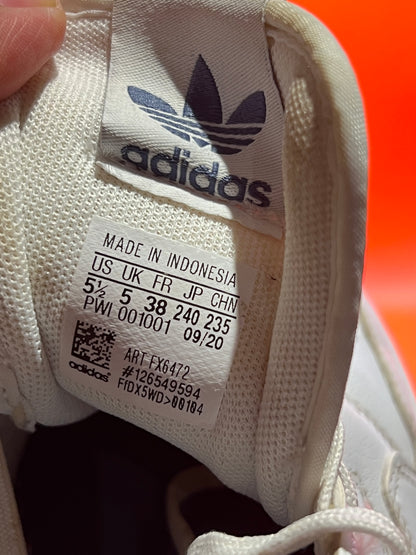 adidas
MADE IN INDONESIA
US UK FR JP CHN
5½ 5 38 240 235
PWI 001001 09/20
ART FX6472
#126549594
FIDX5WD>00104
adidas